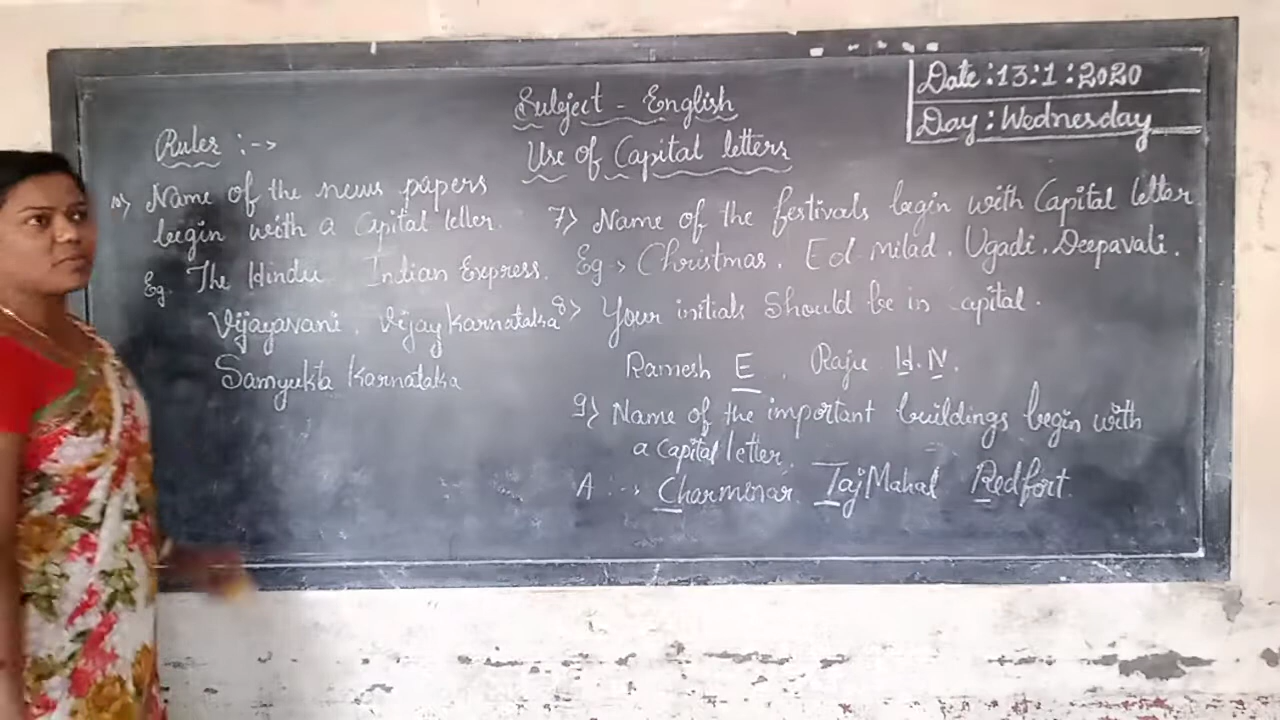 Subject - English
Date : 13 : 1 : 2020
Day : Wednesday
Use of Capital letters
Rules :->
Name of the news papers
begin with a Capital letter.
Eg. The Hindu Indian Express.
Vijayavani, Vijay Karnataka
Samyukta Karnataka
7> Name of the festivals begin with Capital letter
Eg -> Christmas, Ed-Milad, Ugadi, Deepavali.
8> Your initials should be in capital.
Ramesh E , Raju H.N.
9> Name of the important buildings begin with
a Capital letter.
A :-> Charminar, Taj Mahal Redfort.